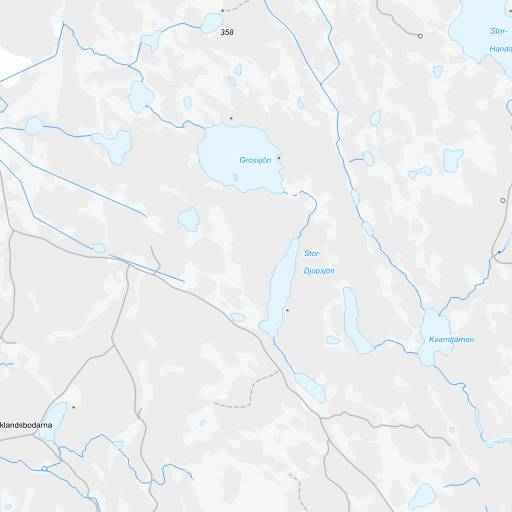 358
Stor-
Hands
Grossjön
Stor-
Djupsjön
Kvarntjärnen
klandsbodarna